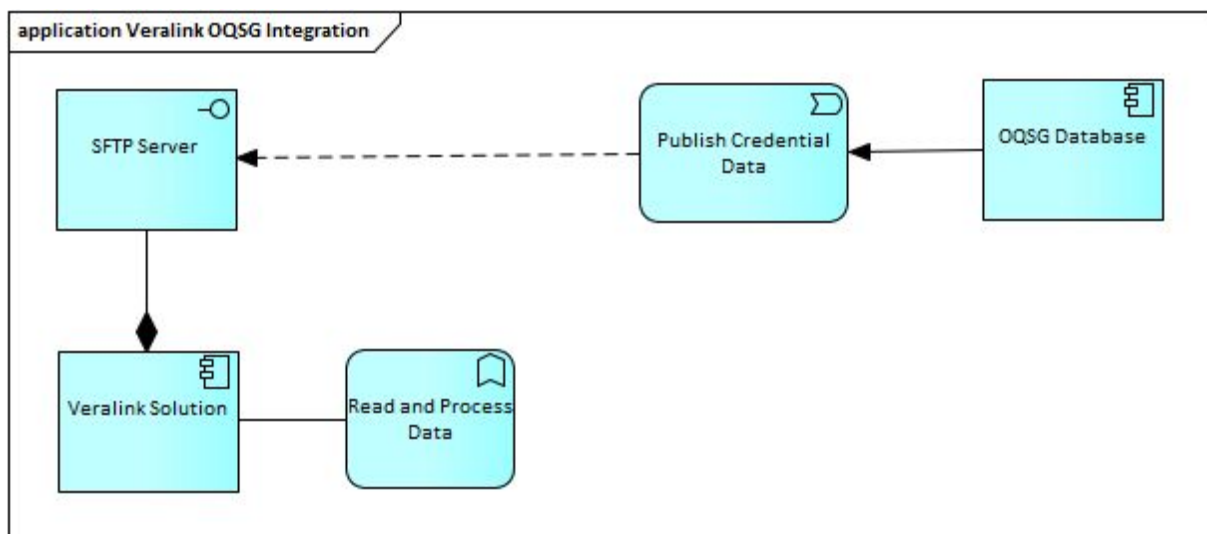 application Veralink OQSG Integration
SFTP Server
Publish Credential
Data
OQSG Database
Veralink Solution
Read and Process
Data